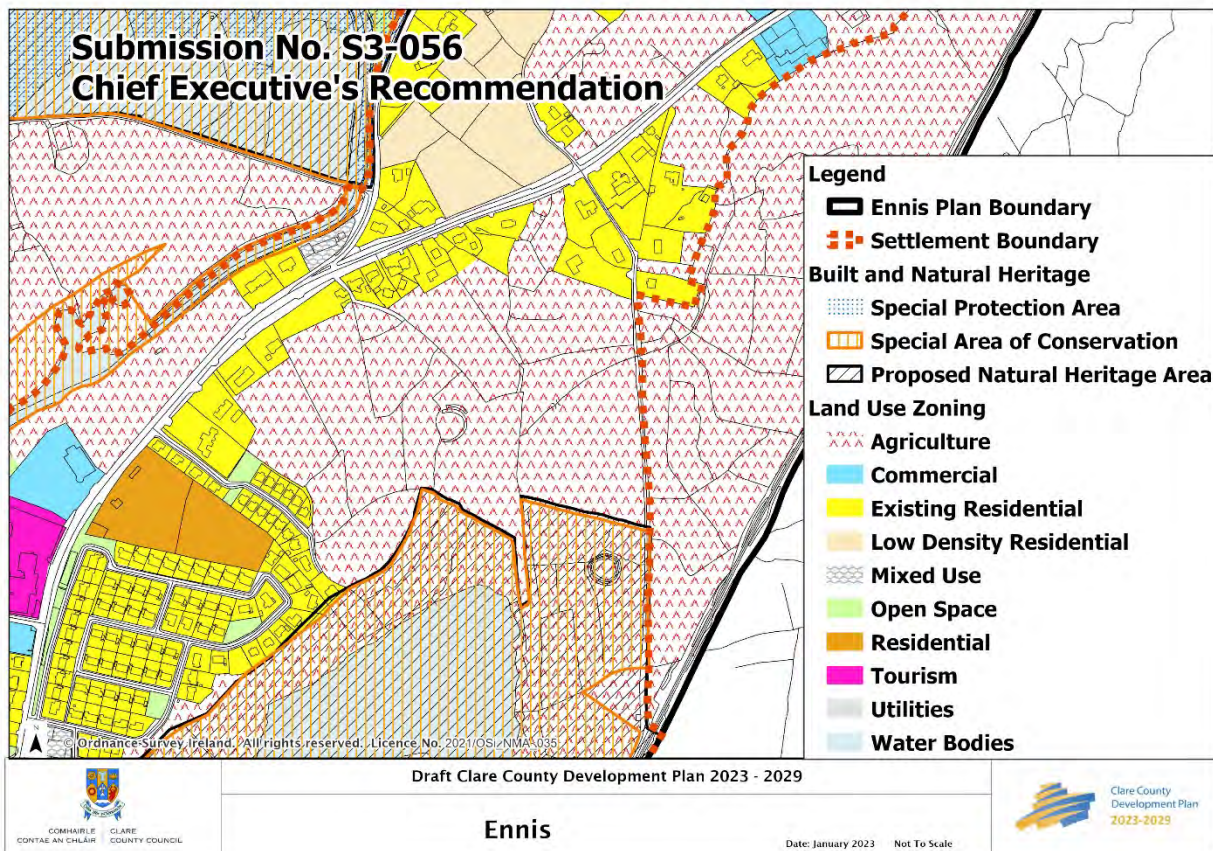 Submission No. S3-056
Chief Executive's Recommendation
Legend
Ennis Plan Boundary
Settlement Boundary
Built and Natural Heritage
Special Protection Area
Special Area of Conservation
Proposed Natural Heritage Area
Land Use Zoning
Agriculture
Commercial
Existing Residential
Low Density Residential
Mixed Use
Open Space
Residential
Tourism
Utilities
Water Bodies
© Ordnance Survey Ireland. All rights reserved. Licence No. 2021/OSi_NMA_035
Draft Clare County Development Plan 2023 - 2029
Ennis
Date: January 2023 Not To Scale
COMHAIRLE CLARE
CONTAE AN CHLÁIR COUNTY COUNCIL
Clare County
Development Plan
2023-2029